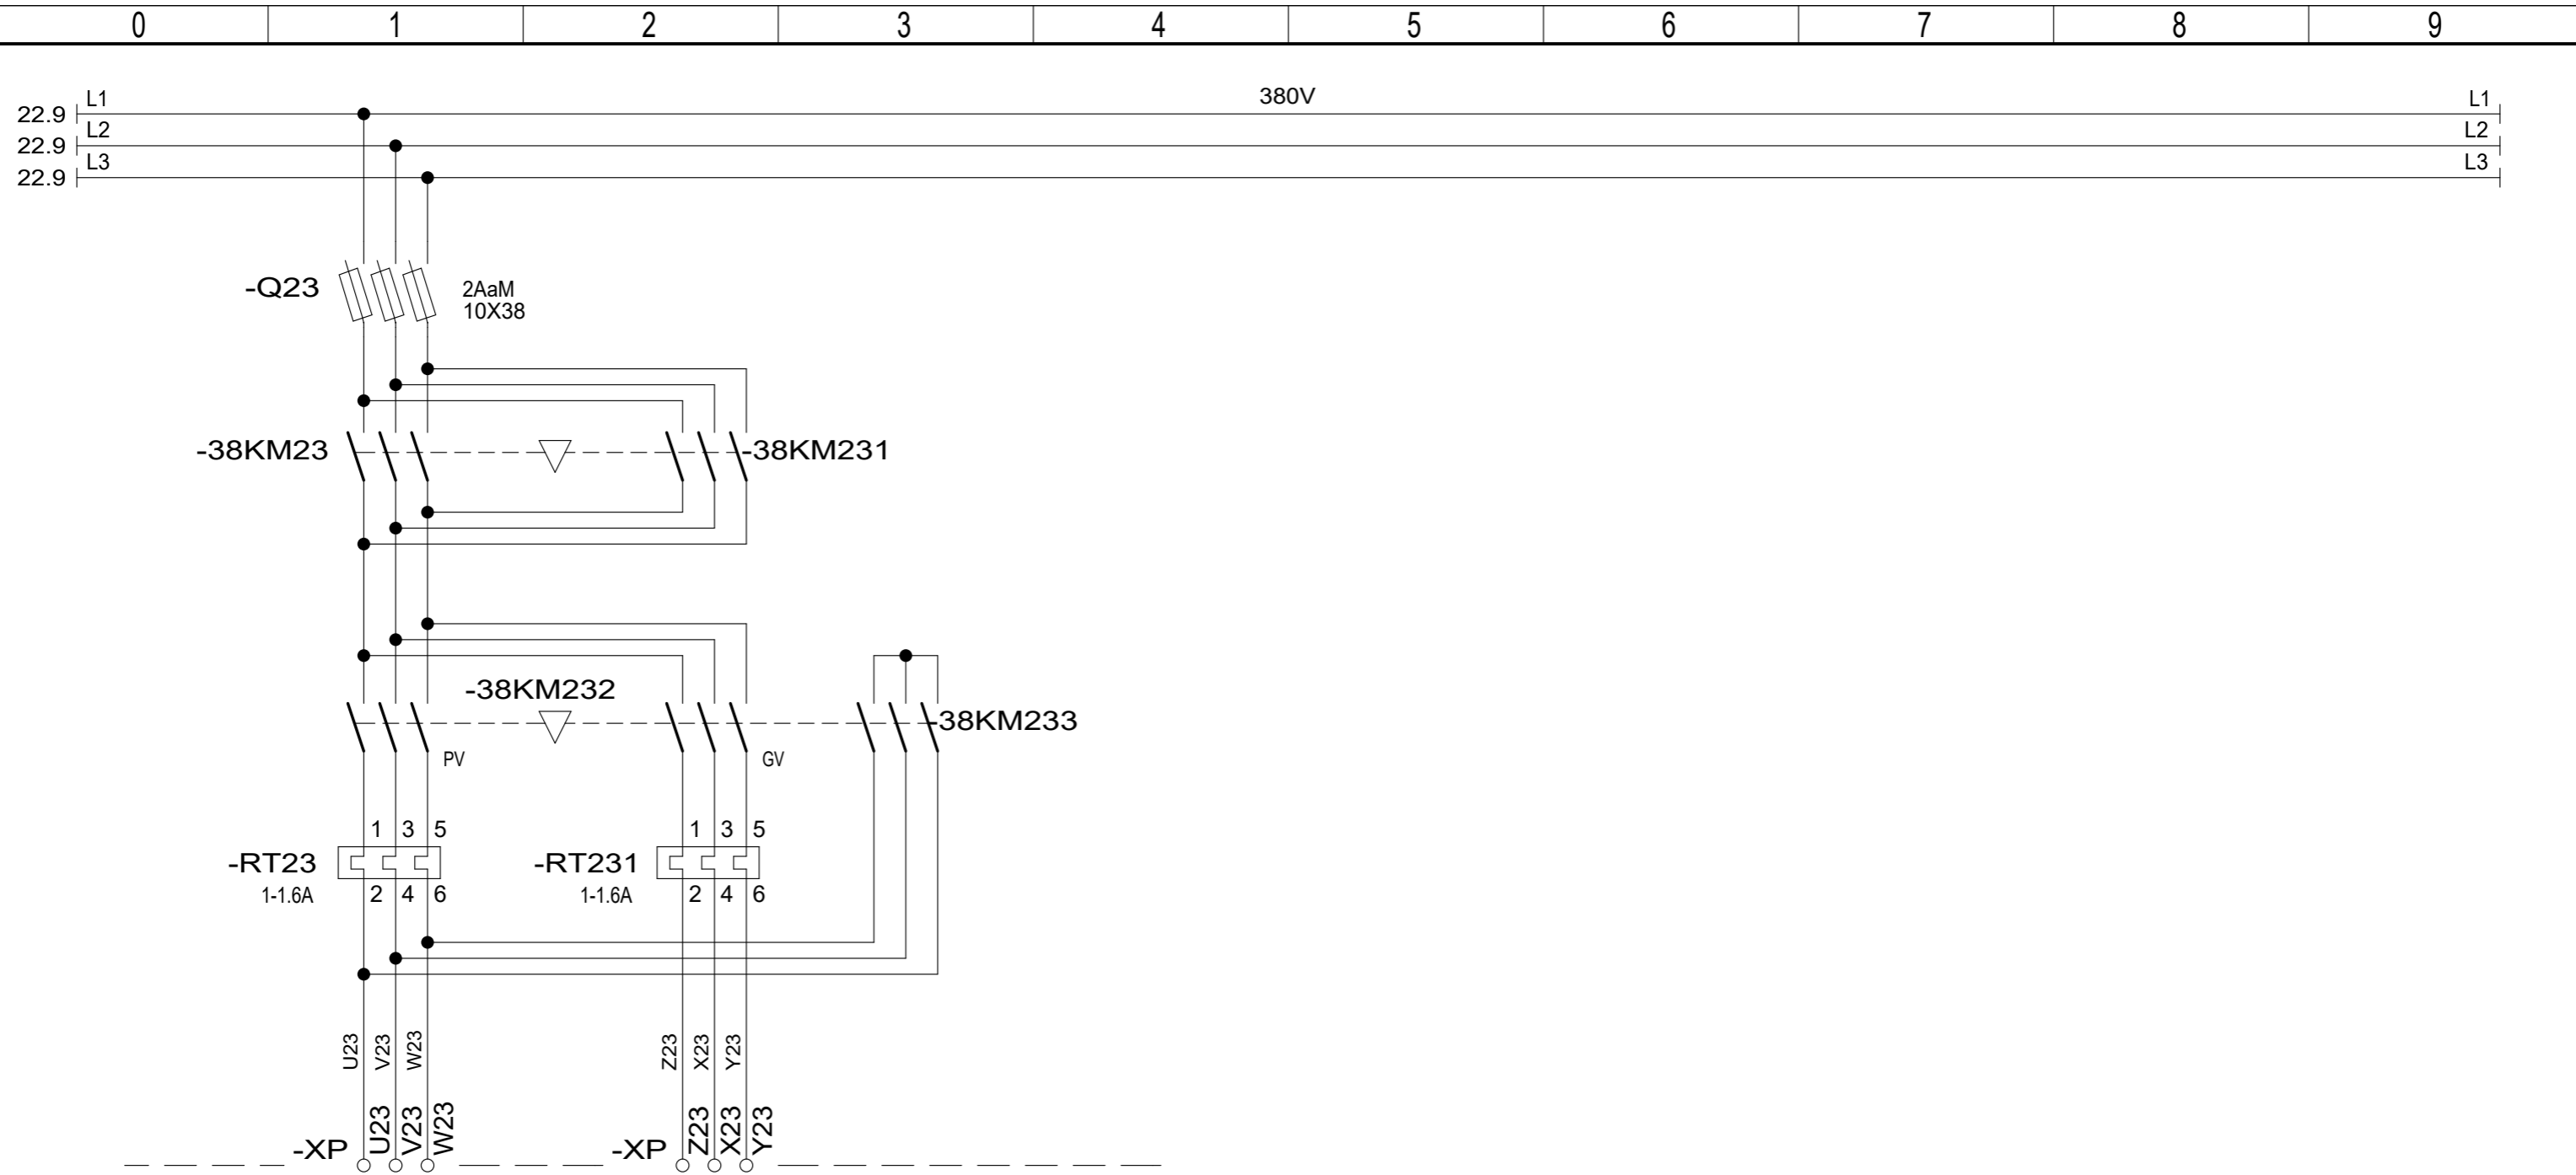 0 1 2 3 4 5 6 7 8 9
L1 380V L1
22.9
L2 L2
22.9
L3 L3
22.9
-Q23 2AaM
10X38
-38KM23 -38KM231
-38KM232
-38KM233
PV GV
1 3 5 1 3 5
-RT23 -RT231
1-1.6A 2 4 6 1-1.6A 2 4 6
U23 V23 W23 Z23 X23 Y23
-XP U23 V23 W23 -XP Z23 X23 Y23